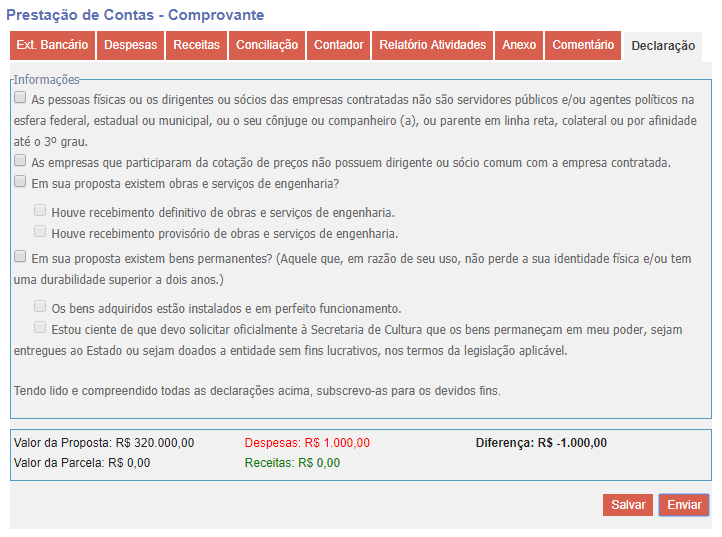 Prestação de Contas - Comprovante
Ext. Bancário Despesas Receitas Conciliação Contador Relatório Atividades Anexo Comentário Declaração
Informações
As pessoas físicas ou os dirigentes ou sócios das empresas contratadas não são servidores públicos e/ou agentes políticos na
esfera federal, estadual ou municipal, ou o seu cônjuge ou companheiro (a), ou parente em linha reta, colateral ou por afinidade
até o 3º grau.
As empresas que participaram da cotação de preços não possuem dirigente ou sócio comum com a empresa contratada.
Em sua proposta existem obras e serviços de engenharia?
Houve recebimento definitivo de obras e serviços de engenharia.
Houve recebimento provisório de obras e serviços de engenharia.
Em sua proposta existem bens permanentes? (Aquele que, em razão de seu uso, não perde a sua identidade física e/ou tem
uma durabilidade superior a dois anos.)
Os bens adquiridos estão instalados e em perfeito funcionamento.
Estou ciente de que devo solicitar oficialmente à Secretaria de Cultura que os bens permaneçam em meu poder, sejam
entregues ao Estado ou sejam doados a entidade sem fins lucrativos, nos termos da legislação aplicável.
Tendo lido e compreendido todas as declarações acima, subscrevo-as para os devidos fins.
Valor da Proposta: R$ 320.000,00 Despesas: R$ 1.000,00 Diferença: R$ -1.000,00
Valor da Parcela: R$ 0,00 Receitas: R$ 0,00
Salvar Enviar